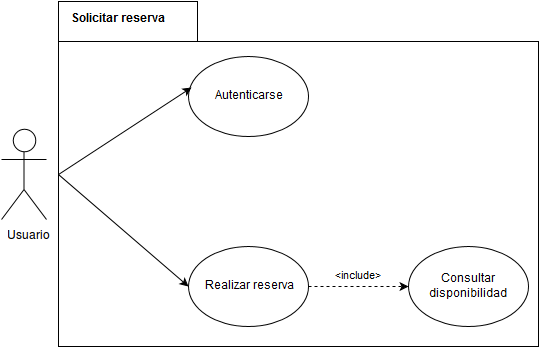 Solicitar reserva
Autenticarse
Usuario
Realizar reserva
<include>
Consultar
disponibilidad